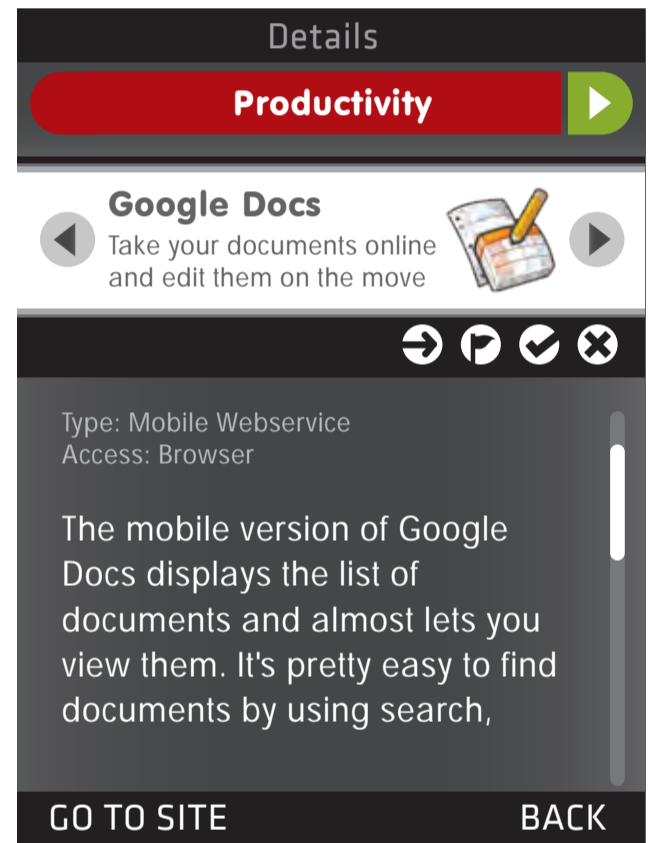 Details
Productivity
Google Docs
Take your documents online
and edit them on the move
Type: Mobile Webservice
Access: Browser
The mobile version of Google
Docs displays the list of
documents and almost lets you
view them. It's pretty easy to find
documents by using search,
GO TO SITE
BACK